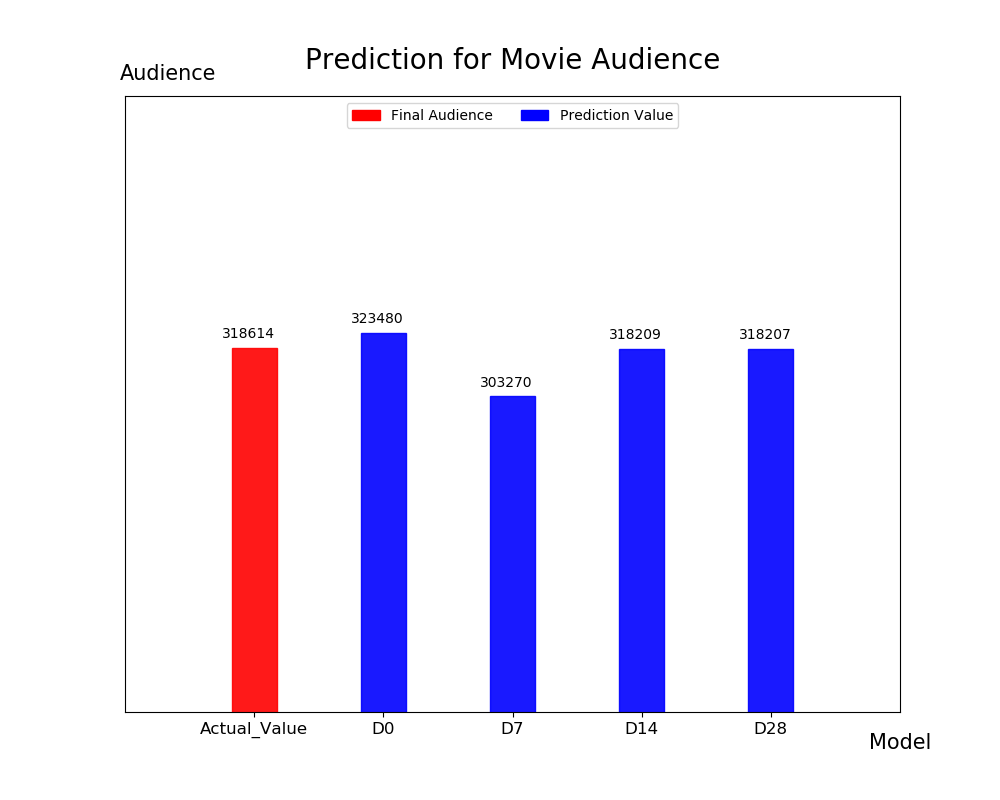 Prediction for Movie Audience
Audience
Final Audience Prediction Value
318614 323480 303270 318209 318207
Actual_Value D0 D7 D14 D28
Model